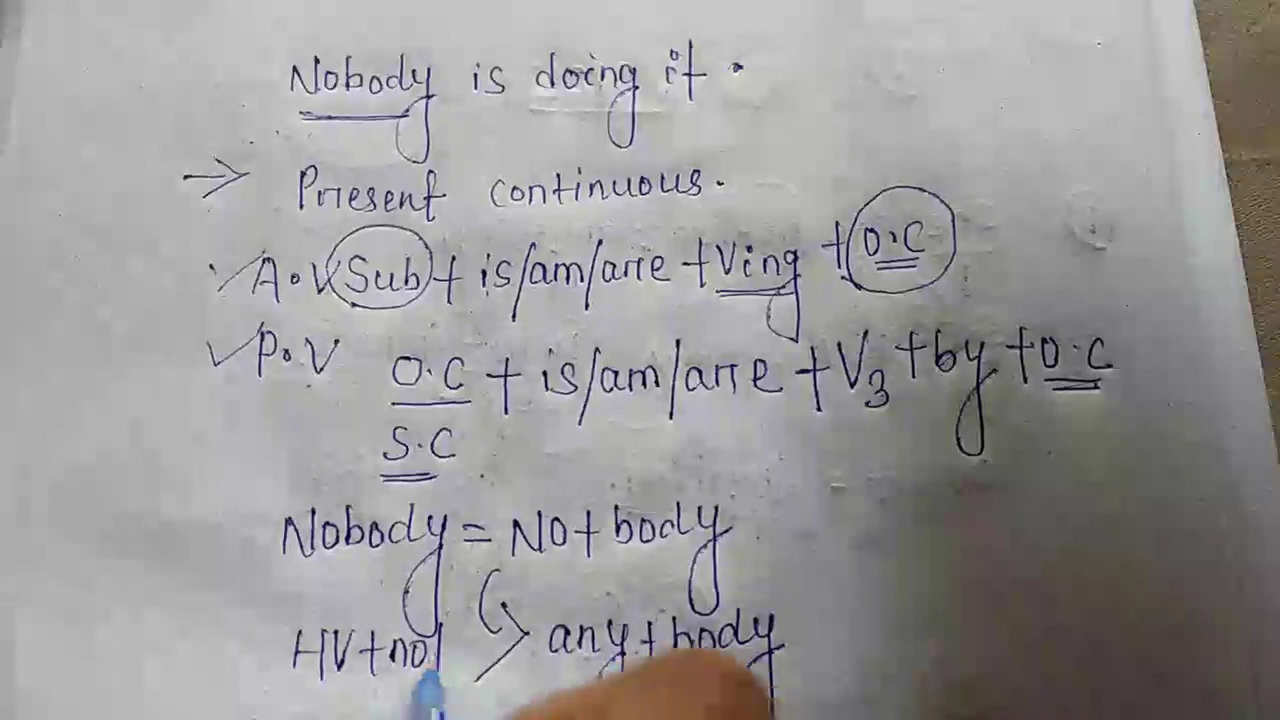 Nobody is doing it.
→ Present continuous.
✓ A.V Sub + is/am/are + Ving + O.C
✓ P.V O.C + is/am/are + V3 + by + O.C
S.C
Nobody = No + body
HV + not > any + body